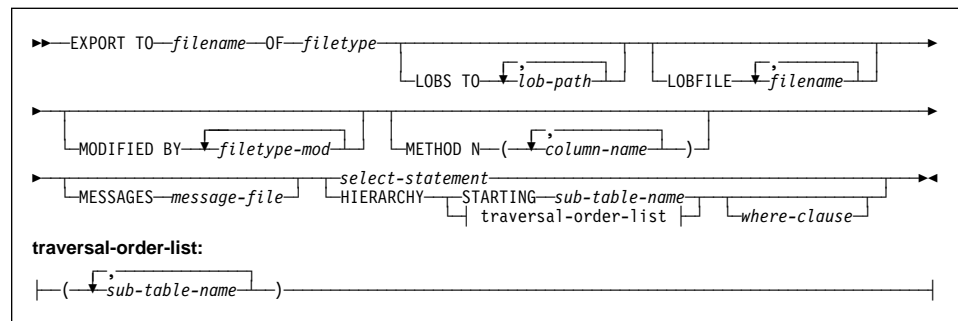 EXPORT TO filename OF filetype
LOBS TO , lob-path
LOBFILE , filename
MODIFIED BY filetype-mod
METHOD N ( , column-name )
MESSAGES message-file
select-statement
HIERARCHY STARTING sub-table-name
traversal-order-list
where-clause
traversal-order-list:
( , sub-table-name )